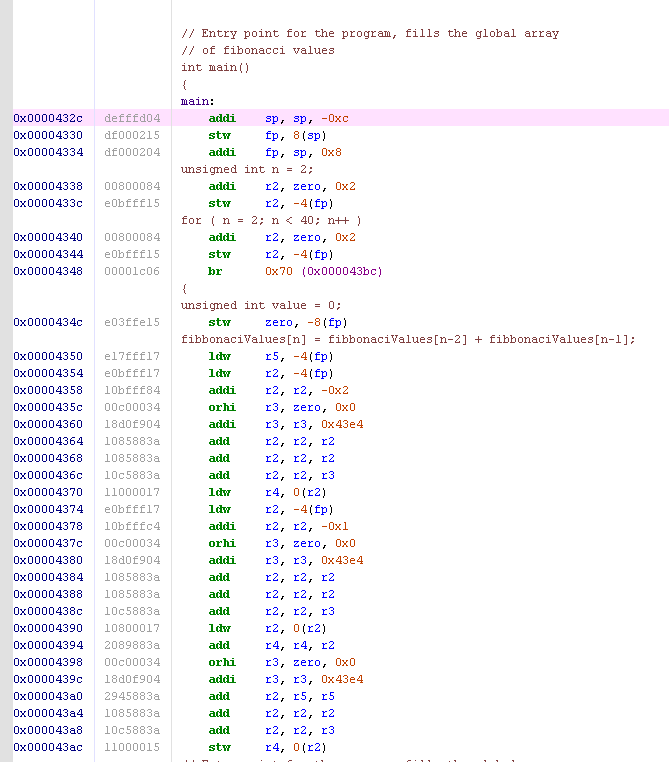 // Entry point for the program, fills the global array
// of fibonacci values
int main()
{
main:
0x0000432c defffd04 addi sp, sp, -0xc
0x00004330 df000215 stw fp, 8(sp)
0x00004334 df000204 addi fp, sp, 0x8
unsigned int n = 2;
0x00004338 00800084 addi r2, zero, 0x2
0x0000433c e0bfff15 stw r2, -4(fp)
for ( n = 2; n < 40; n++ )
0x00004340 00800084 addi r2, zero, 0x2
0x00004344 e0bfff15 stw r2, -4(fp)
0x00004348 00001c06 br 0x70 (0x000043bc)
{
unsigned int value = 0;
0x0000434c e03ffe15 stw zero, -8(fp)
fibbonaciValues[n] = fibbonaciValues[n-2] + fibbonaciValues[n-1];
0x00004350 e17fff17 ldw r5, -4(fp)
0x00004354 e0bfff17 ldw r2, -4(fp)
0x00004358 10bfff84 addi r2, r2, -0x2
0x0000435c 00c00034 orhi r3, zero, 0x0
0x00004360 18d0f904 addi r3, r3, 0x43e4
0x00004364 1085883a add r2, r2, r2
0x00004368 1085883a add r2, r2, r2
0x0000436c 10c5883a add r2, r2, r3
0x00004370 11000017 ldw r4, 0(r2)
0x00004374 e0bfff17 ldw r2, -4(fp)
0x00004378 10bfffc4 addi r2, r2, -0x1
0x0000437c 00c00034 orhi r3, zero, 0x0
0x00004380 18d0f904 addi r3, r3, 0x43e4
0x00004384 1085883a add r2, r2, r2
0x00004388 1085883a add r2, r2, r2
0x0000438c 10c5883a add r2, r2, r3
0x00004390 10800017 ldw r2, 0(r2)
0x00004394 2089883a add r4, r4, r2
0x00004398 00c00034 orhi r3, zero, 0x0
0x0000439c 18d0f904 addi r3, r3, 0x43e4
0x000043a0 2945883a add r2, r5, r5
0x000043a4 1085883a add r2, r2, r2
0x000043a8 10c5883a add r2, r2, r3
0x000043ac 11000015 stw r4, 0(r2)